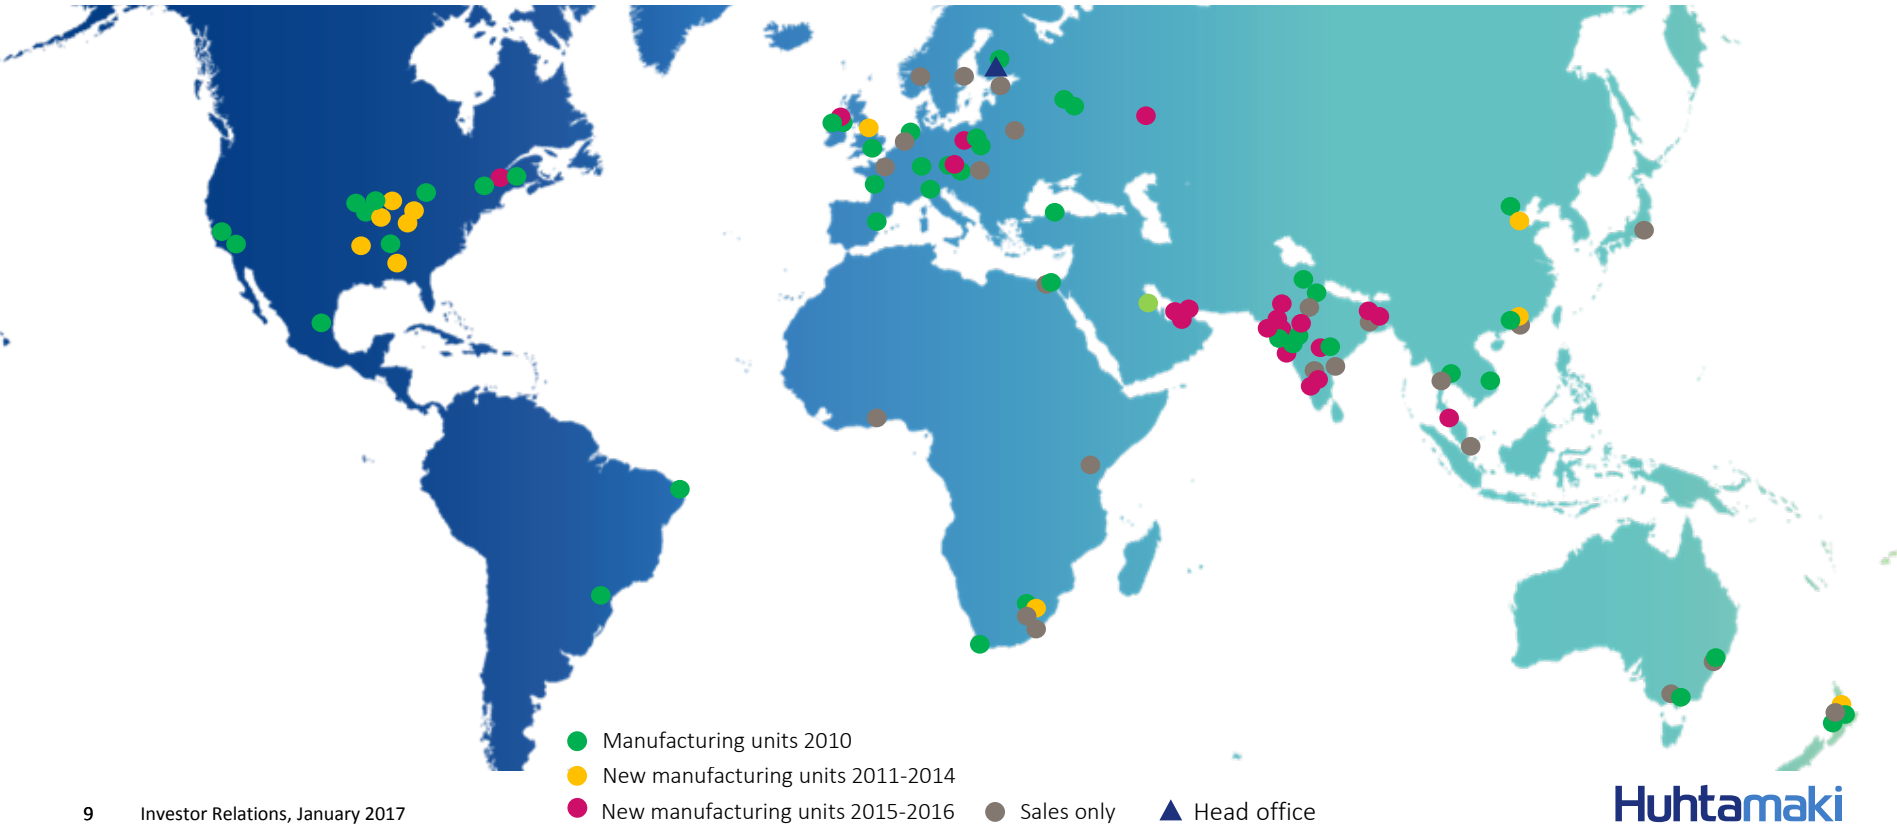 Manufacturing units 2010
New manufacturing units 2011-2014
New manufacturing units 2015-2016
Sales only
Head office
9 Investor Relations, January 2017
Huhtamaki